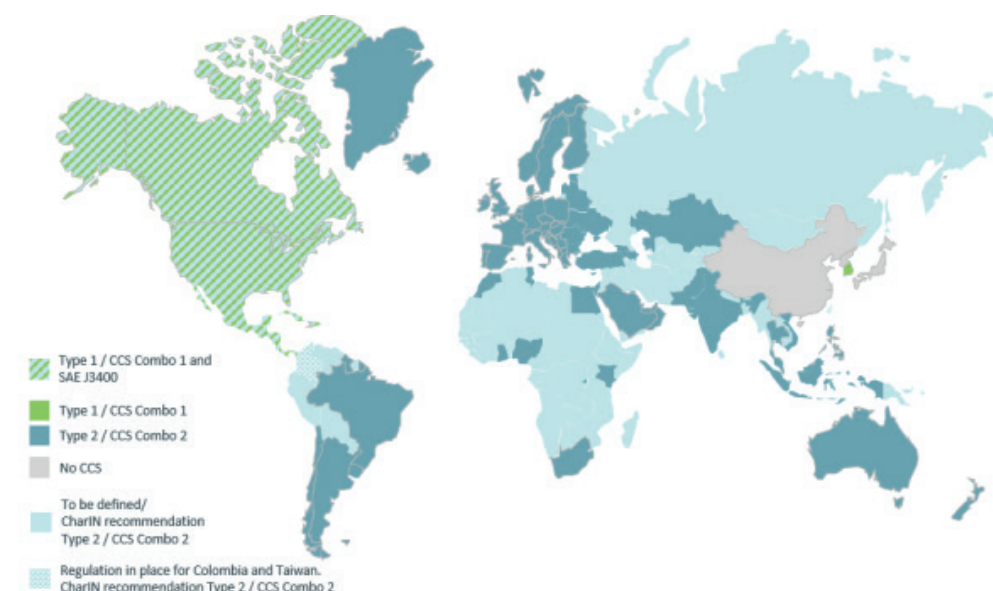 Type 1 / CCS Combo 1 and
SAE J3400
Type 1 / CCS Combo 1
Type 2 / CCS Combo 2
No CCS
To be defined/
CharIN recommendation
Type 2 / CCS Combo 2
Regulation in place for Colombia and Taiwan.
CharIN recommendation Type 2 / CCS Combo 2